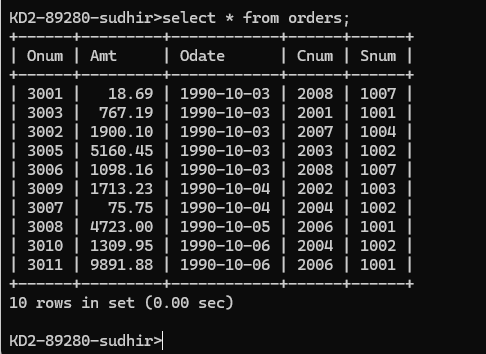 KD2-89280-sudhir>select * from orders;
+------+---------+------------+------+------+
| Onum | Amt     | Odate      | Cnum | Snum |
+------+---------+------------+------+------+
| 3001 |   18.69 | 1990-10-03 | 2008 | 1007 |
| 3003 |  767.19 | 1990-10-03 | 2001 | 1001 |
| 3002 | 1900.10 | 1990-10-03 | 2007 | 1004 |
| 3005 | 5160.45 | 1990-10-03 | 2003 | 1002 |
| 3006 | 1098.16 | 1990-10-03 | 2008 | 1007 |
| 3009 | 1713.23 | 1990-10-04 | 2002 | 1003 |
| 3007 |   75.75 | 1990-10-04 | 2004 | 1002 |
| 3008 | 4723.00 | 1990-10-05 | 2006 | 1001 |
| 3010 | 1309.95 | 1990-10-06 | 2004 | 1002 |
| 3011 | 9891.88 | 1990-10-06 | 2006 | 1001 |
+------+---------+------------+------+------+
10 rows in set (0.00 sec)
KD2-89280-sudhir>